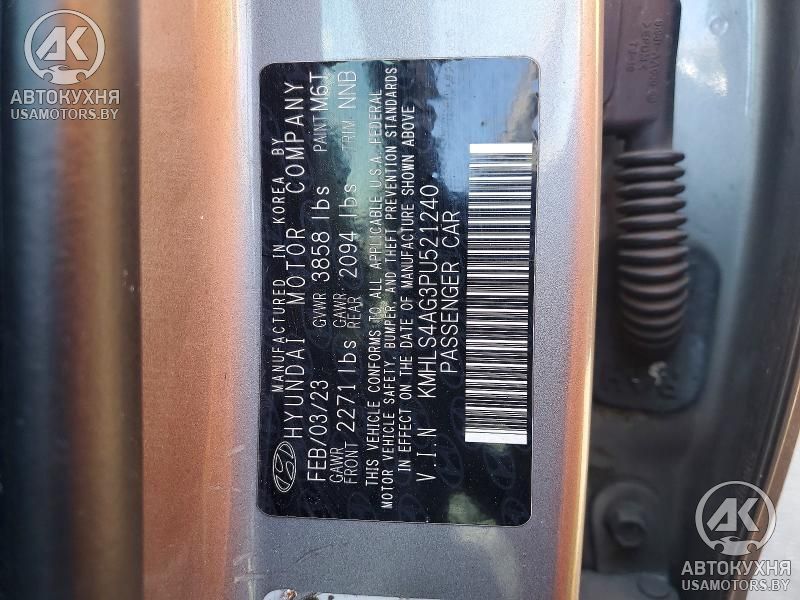 MANUFACTURED IN KOREA BY
HYUNDAI MOTOR COMPANY
FEB/03/23 GVWR 3858 lbs PAINT M6T
GAWR FRONT 2271 lbs GAWR REAR 2094 lbs TRIM NNB
THIS VEHICLE CONFORMS TO ALL APPLICABLE U.S.A. FEDERAL
MOTOR VEHICLE SAFETY, BUMPER, AND THEFT PREVENTION STANDARDS
IN EFFECT ON THE DATE OF MANUFACTURE SHOWN ABOVE
V.I.N KMHLS4AG3PU521240
PASSENGER CAR
АК
АВТОКУХНЯ
USAMOTORS.BY
АК
АВТОКУХНЯ
USAMOTORS.BY